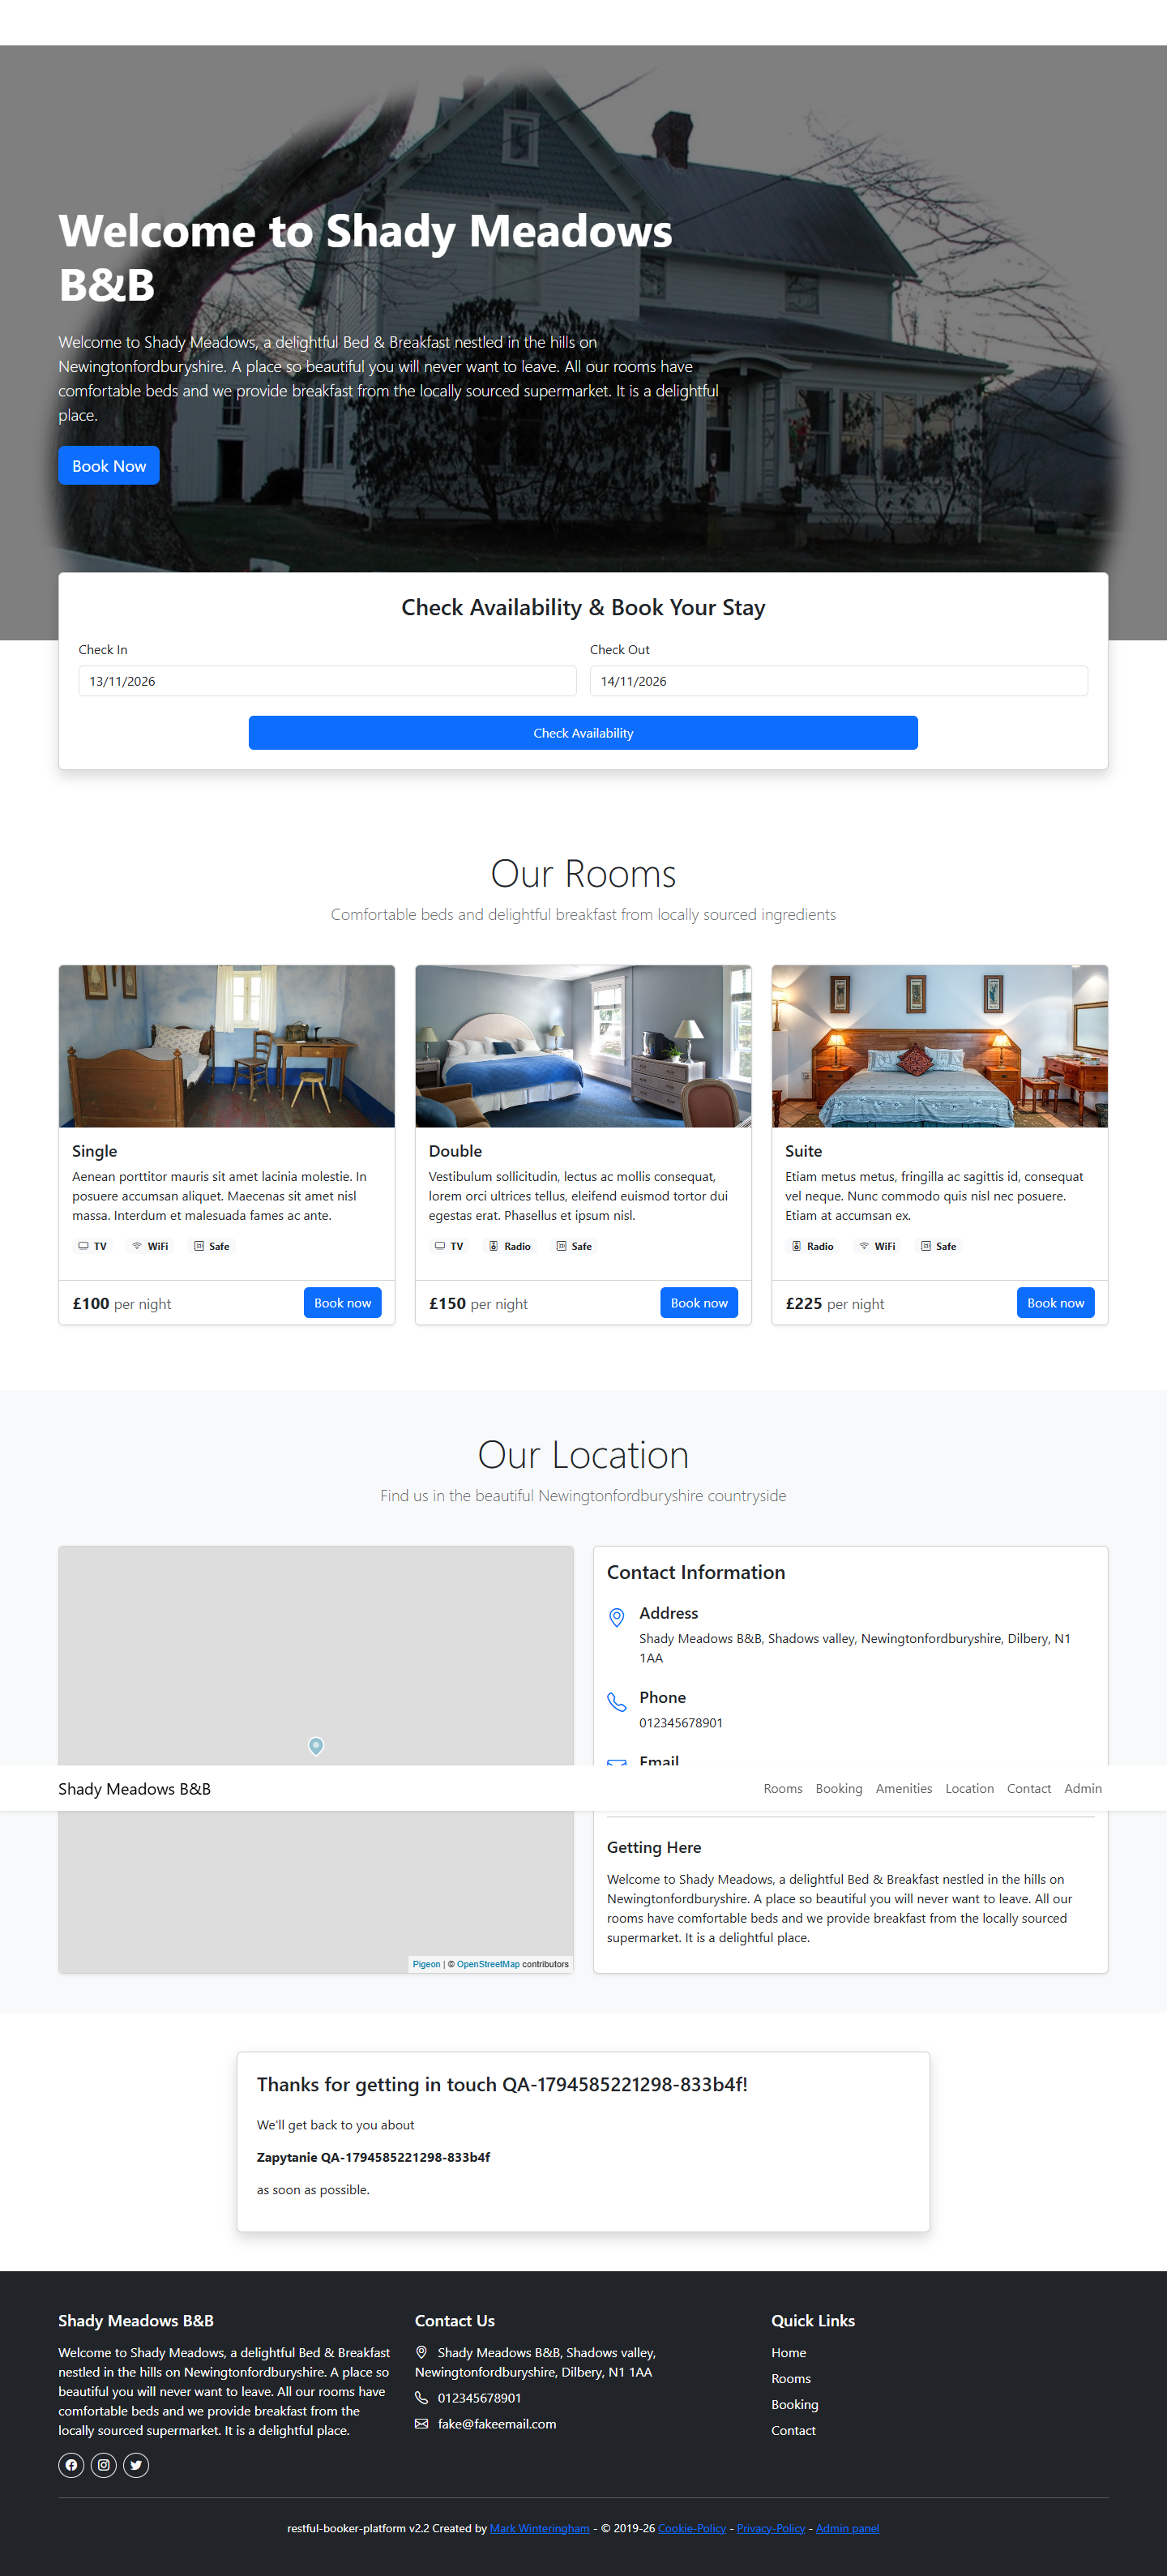 Welcome to Shady Meadows
B&B
Welcome to Shady Meadows, a delightful Bed & Breakfast nestled in the hills on
Newingtonfordburyshire. A place so beautiful you will never want to leave. All our rooms have
comfortable beds and we provide breakfast from the locally sourced supermarket. It is a delightful
place.
Book Now
Check Availability & Book Your Stay
Check In
Check Out
13/11/2026
14/11/2026
Check Availability
Our Rooms
Comfortable beds and delightful breakfast from locally sourced ingredients
Single
Aenean porttitor mauris sit amet lacinia molestie. In
posuere accumsan aliquet. Maecenas sit amet nisl
massa. Interdum et malesuada fames ac ante.
TV WiFi Safe
£100 per night
Book now
Double
Vestibulum sollicitudin, lectus ac mollis consequat,
lorem orci ultrices tellus, eleifend euismod tortor dui
egestas erat. Phasellus et ipsum nisl.
TV Radio Safe
£150 per night
Book now
Suite
Etiam metus metus, fringilla ac sagittis id, consequat
vel neque. Nunc commodo quis nisl nec posuere.
Etiam at accumsan ex.
Radio WiFi Safe
£225 per night
Book now
Our Location
Find us in the beautiful Newingtonfordburyshire countryside
Contact Information
Address
Shady Meadows B&B, Shadows valley, Newingtonfordburyshire, Dilbery, N1
1AA
Phone
012345678901
Email
Shady Meadows B&B
Rooms Booking Amenities Location Contact Admin
Getting Here
Welcome to Shady Meadows, a delightful Bed & Breakfast nestled in the hills on
Newingtonfordburyshire. A place so beautiful you will never want to leave. All our
rooms have comfortable beds and we provide breakfast from the locally sourced
supermarket. It is a delightful place.
Pigeon | © OpenStreetMap contributors
Thanks for getting in touch QA-1794585221298-833b4f!
We'll get back to you about
Zapytanie QA-1794585221298-833b4f
as soon as possible.
Shady Meadows B&B
Welcome to Shady Meadows, a delightful Bed & Breakfast
nestled in the hills on Newingtonfordburyshire. A place so
beautiful you will never want to leave. All our rooms have
comfortable beds and we provide breakfast from the
locally sourced supermarket. It is a delightful place.
Contact Us
Shady Meadows B&B, Shadows valley,
Newingtonfordburyshire, Dilbery, N1 1AA
012345678901
fake@fakeemail.com
Quick Links
Home
Rooms
Booking
Contact
restful-booker-platform v2.2 Created by Mark Winteringham - © 2019-26 Cookie-Policy - Privacy-Policy - Admin panel